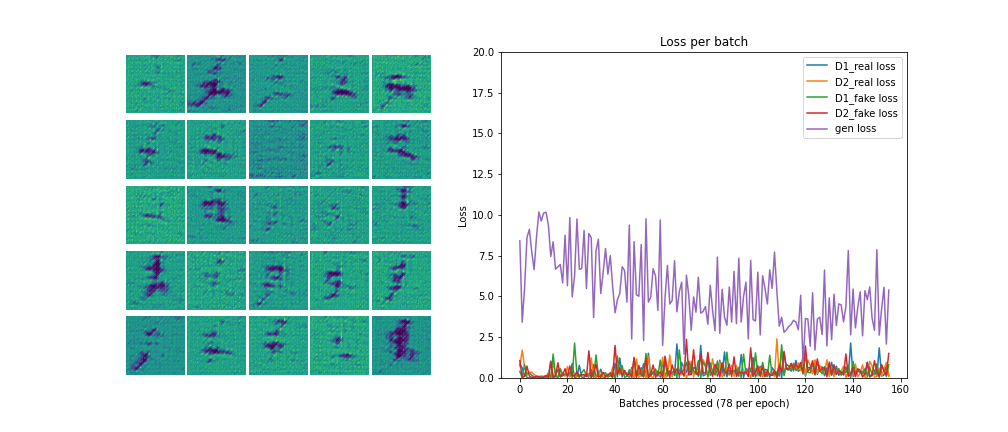 Loss per batch
20.0
17.5
15.0
12.5
10.0
7.5
5.0
2.5
0.0
Loss
D1_real loss
D2_real loss
D1_fake loss
D2_fake loss
gen loss
0 20 40 60 80 100 120 140 160
Batches processed (78 per epoch)